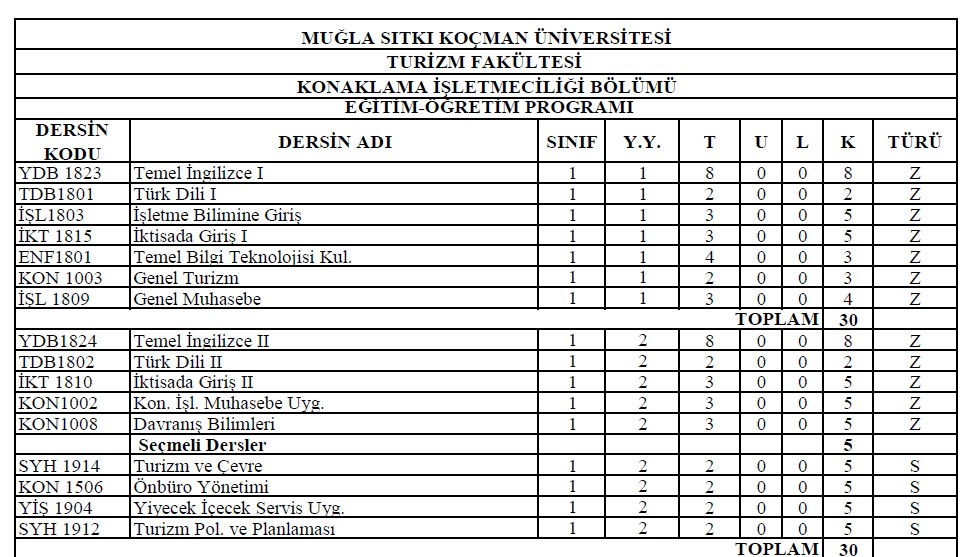 MUĞLA SITKI KOÇMAN ÜNİVERSİTESİ
TURİZM FAKÜLTESİ
KONAKLAMA İŞLETMECİLİĞİ BÖLÜMÜ
EĞİTİM-ÖĞRETİM PROGRAMI
DERSİN KODU DERSİN ADI SINIF Y.Y. T U L K TÜRÜ
YDB 1823 Temel İngilizce I 1 1 8 0 0 8 Z
TDB1801 Türk Dili I 1 1 2 0 0 2 Z
İŞL1803 İşletme Bilimine Giriş 1 1 3 0 0 5 Z
İKT 1815 İktisada Giriş I 1 1 3 0 0 5 Z
ENF1801 Temel Bilgi Teknolojisi Kul. 1 1 4 0 0 3 Z
KON 1003 Genel Turizm 1 1 2 0 0 3 Z
İŞL 1809 Genel Muhasebe 1 1 3 0 0 4 Z
TOPLAM 30
YDB1824 Temel İngilizce II 1 2 8 0 0 8 Z
TDB1802 Türk Dili II 1 2 2 0 0 2 Z
İKT 1810 İktisada Giriş II 1 2 3 0 0 5 Z
KON1002 Kon. İşl. Muhasebe Uyg. 1 2 3 0 0 5 Z
KON1008 Davranış Bilimleri 1 2 3 0 0 5 Z
Seçmeli Dersler 5
SYH 1914 Turizm ve Çevre 1 2 2 0 0 5 S
KON 1506 Önbüro Yönetimi 1 2 2 0 0 5 S
YİŞ 1904 Yiyecek İçecek Servis Uyg. 1 2 2 0 0 5 S
SYH 1912 Turizm Pol. ve Planlaması 1 2 2 0 0 5 S
TOPLAM 30